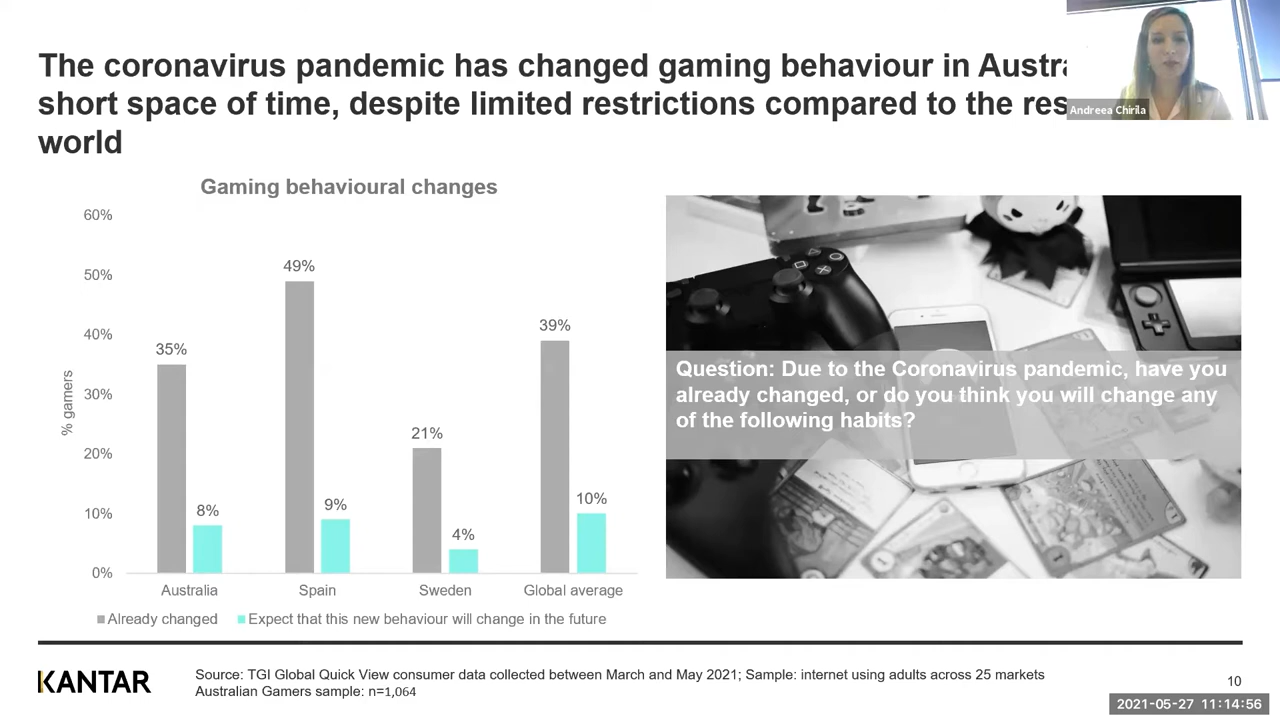 The coronavirus pandemic has changed gaming behaviour in
short space of time, despite limited restrictions compared to the
world
Andreea Chirila
Gaming behavioural changes
60%
50%
40%
30%
20%
10%
0%
% gamers
35%
8%
49%
9%
21%
4%
39%
10%
Australia
Spain
Sweden
Global average
Already changed
Expect that this new behaviour will change in the future
Question: Due to the Coronavirus pandemic, have you
already changed, or do you think you will change any
of the following habits?
KANTAR
Source: TGI Global Quick View consumer data collected between March and May 2021; Sample: internet using adults across 25 markets
Australian Gamers sample: n=1,064
10
2021-05-27 11:14:56